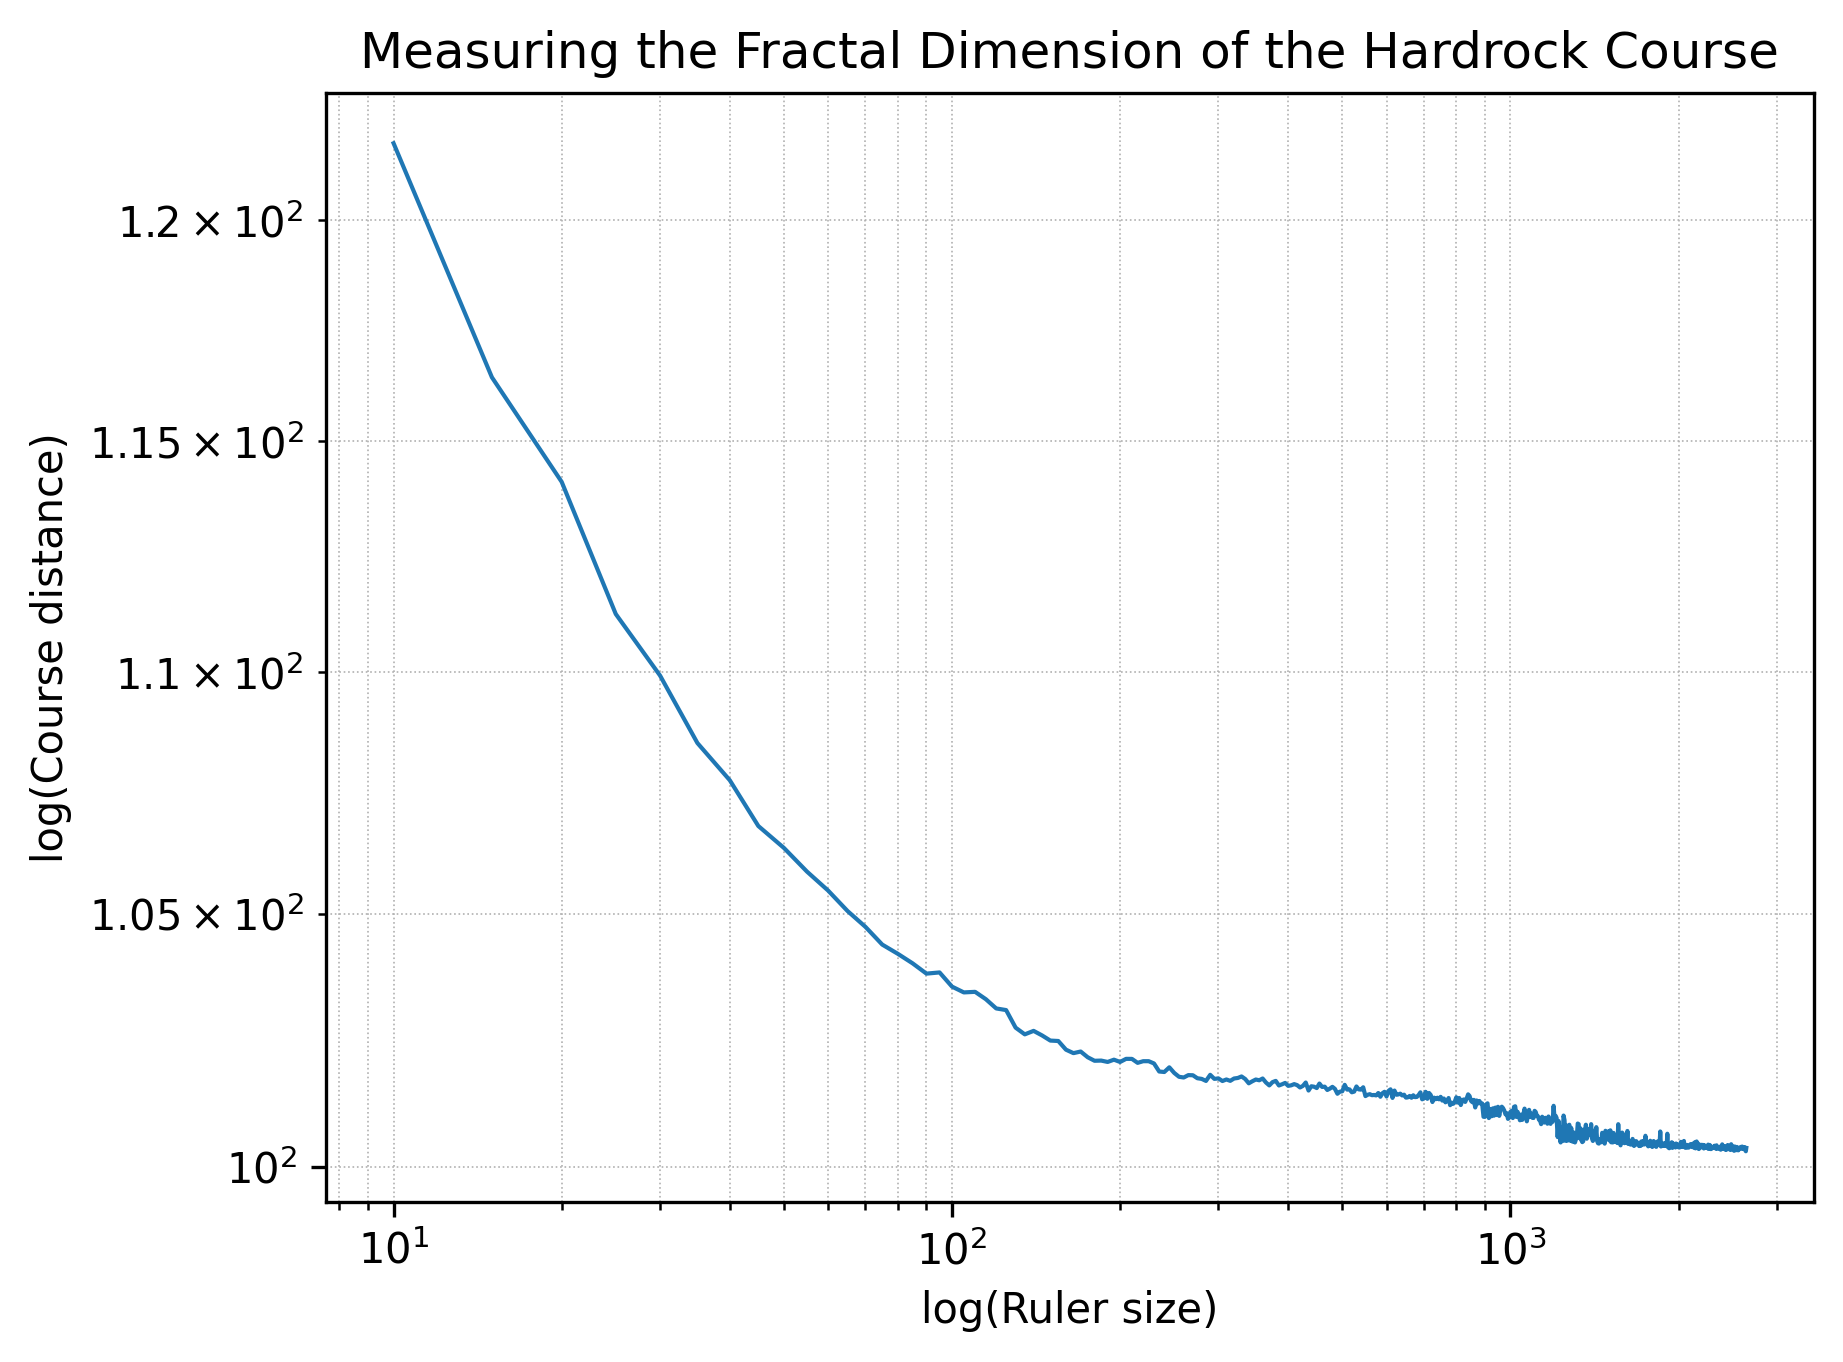 Measuring the Fractal Dimension of the Hardrock Course
log(Course distance)
1.2 × 10²
1.15 × 10²
1.1 × 10²
1.05 × 10²
10²
10¹
10²
10³
log(Ruler size)